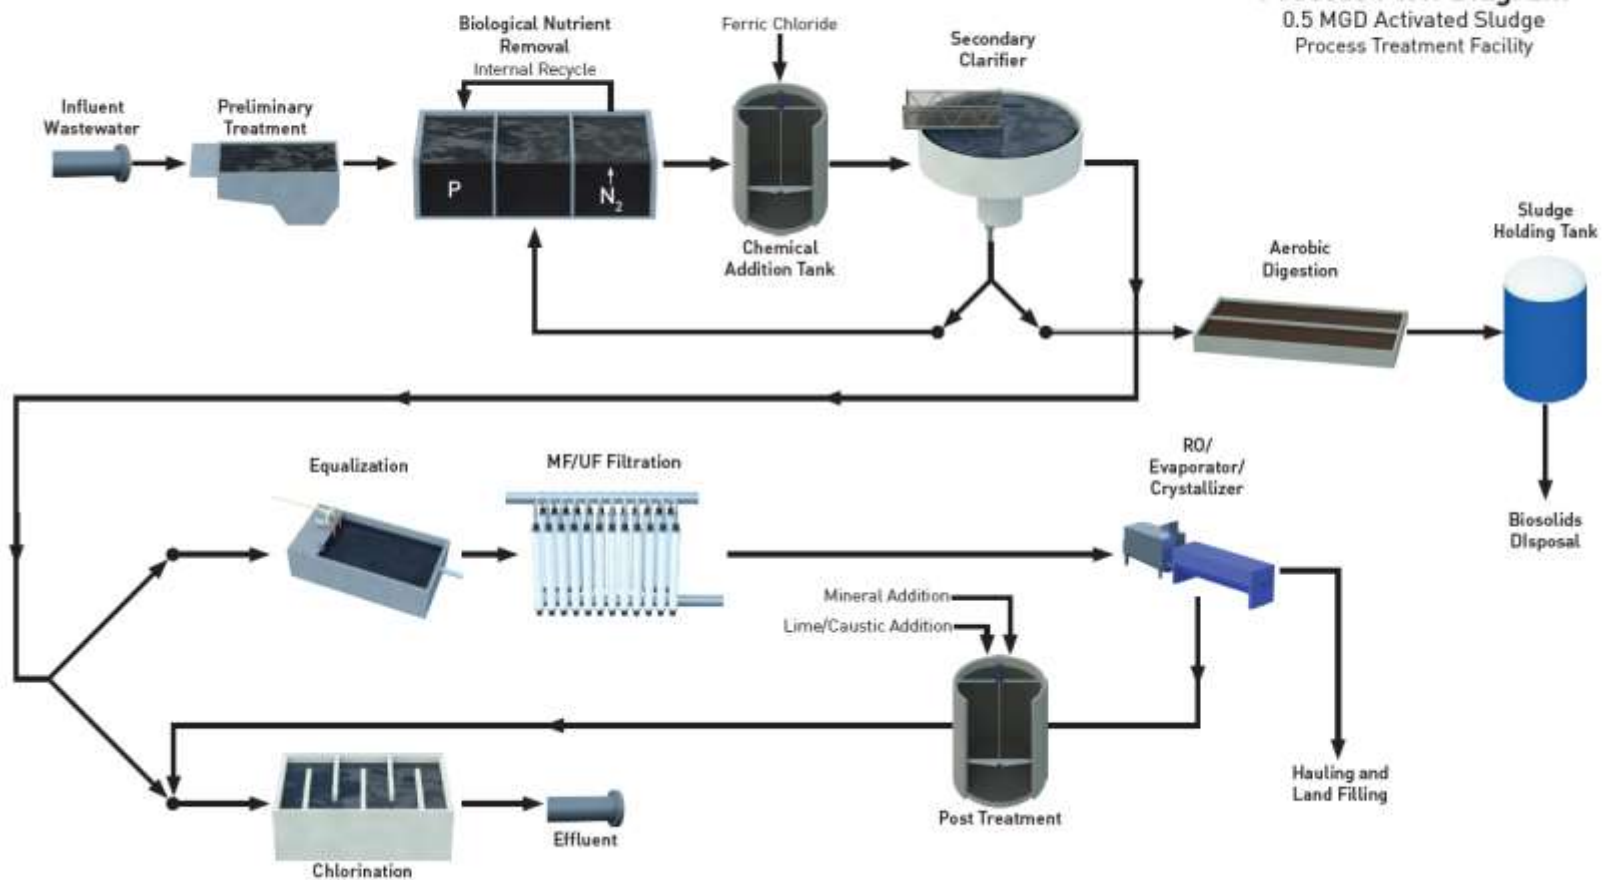 0.5 MGD Activated Sludge
Process Treatment Facility
Biological Nutrient
Removal
Internal Recycle
Ferric Chloride
Secondary
Clarifier
Influent
Wastewater
Preliminary
Treatment
P
N2
Chemical
Addition Tank
Aerobic
Digestion
Sludge
Holding Tank
Equalization
MF/UF Filtration
RO/
Evaporator/
Crystallizer
Biosolids
DIsposal
Mineral Addition
Lime/Caustic Addition
Hauling and
Land Filling
Post Treatment
Effluent
Chlorination